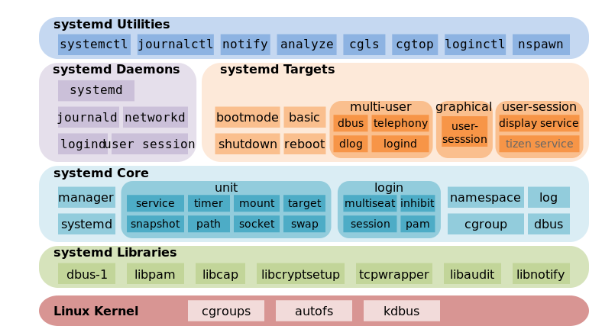 systemd Utilities
systemctl journalctl notify analyze cgls cgtop loginctl nspawn
systemd Daemons
systemd
journald networkd
logind user session
systemd Targets
bootmode basic
shutdown reboot
multi-user
dbus telephony
dlog logind
graphical
user-
sesssion
user-session
display service
tizen service
systemd Core
manager
systemd
unit
service timer mount target
snapshot path socket swap
login
multiseat inhibit
session pam
namespace log
cgroup dbus
systemd Libraries
dbus-1 libpam libcap libcryptsetup tcpwrapper libaudit libnotify
Linux Kernel cgroups autofs kdbus